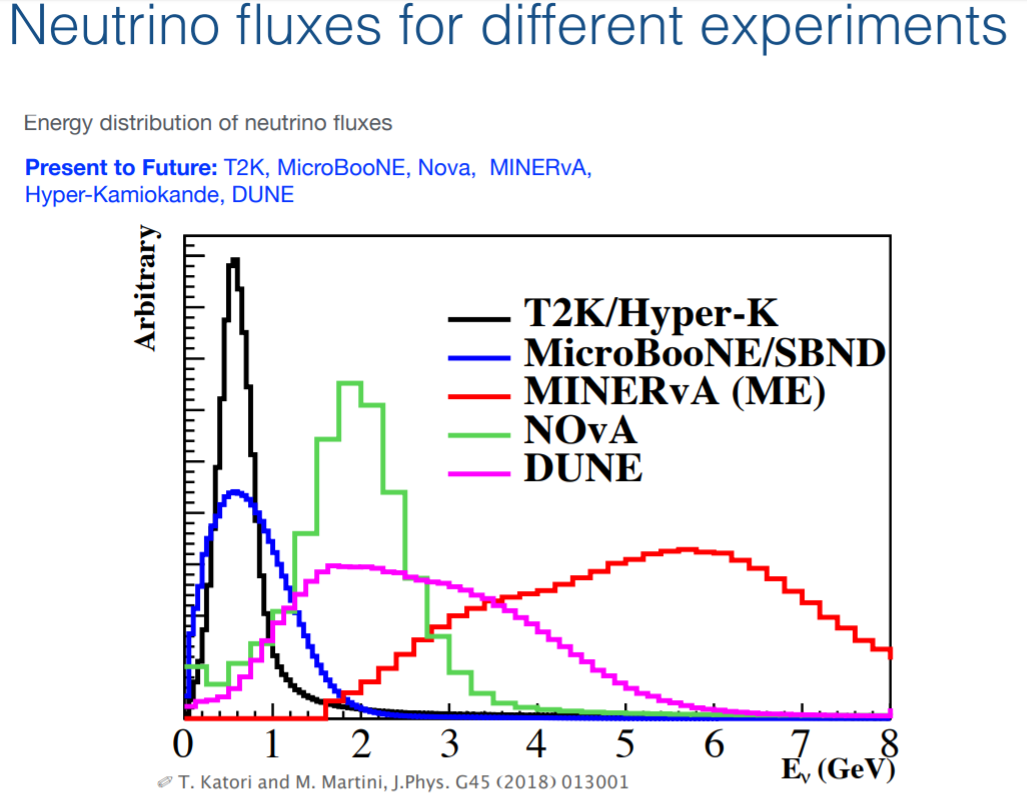 Neutrino fluxes for different experiments
Energy distribution of neutrino fluxes
Present to Future: T2K, MicroBooNE, Nova, MINERvA,
Hyper-Kamiokande, DUNE
Arbitrary
T2K/Hyper-K
MicroBooNE/SBND
MINERνA (ME)
NOνA
DUNE
0 1 2 3 4 5 6 7 8
Eν (GeV)
T. Katori and M. Martini, J.Phys. G45 (2018) 013001